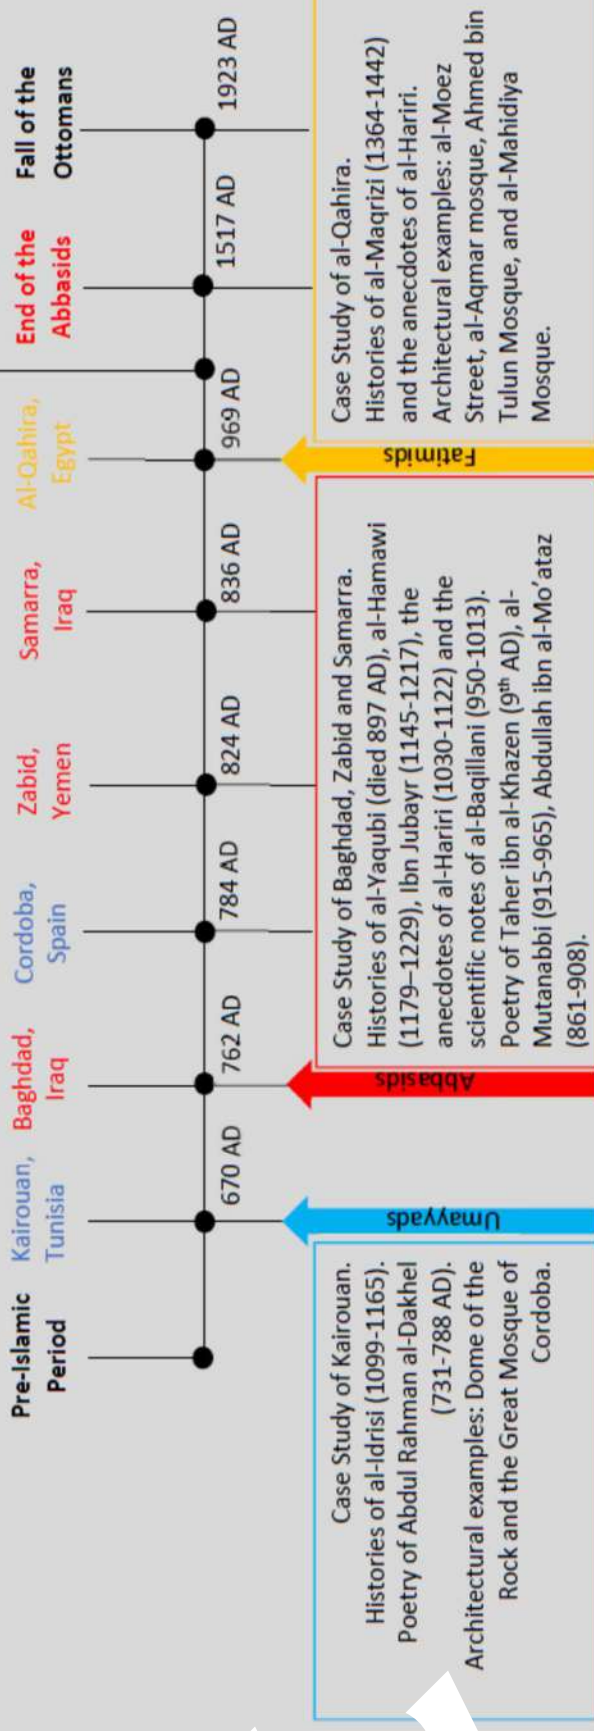 Pre-Islamic
Period
Kairouan,
Tunisia
Baghdad,
Iraq
Cordoba,
Spain
Zabid,
Yemen
Samarra,
Iraq
Al-Qahira,
Egypt
End of the
Abbasids
Fall of the
Ottomans
670 AD
762 AD
784 AD
824 AD
836 AD
969 AD
1517 AD
1923 AD
Umayyads
Abbasids
Fatimids
Case Study of Kairouan.
Histories of al-Idrisi (1099-1165).
Poetry of Abdul Rahman al-Dakhel
(731-788 AD).
Architectural examples: Dome of the
Rock and the Great Mosque of
Cordoba.
Case Study of Baghdad, Zabid and Samarra.
Histories of al-Yaqubi (died 897 AD), al-Hamawi
(1179–1229), Ibn Jubayr (1145-1217), the
anecdotes of al-Hariri (1030-1122) and the
scientific notes of al-Baqillani (950-1013).
Poetry of Taher ibn al-Khazen (9th AD), al-
Mutanabbi (915-965), Abdullah ibn al-Mo’ataz
(861-908).
Case Study of al-Qahira.
Histories of al-Maqrizi (1364-1442)
and the anecdotes of al-Hariri.
Architectural examples: al-Moez
Street, al-Aqmar mosque, Ahmed bin
Tulun Mosque, and al-Mahidiya
Mosque.